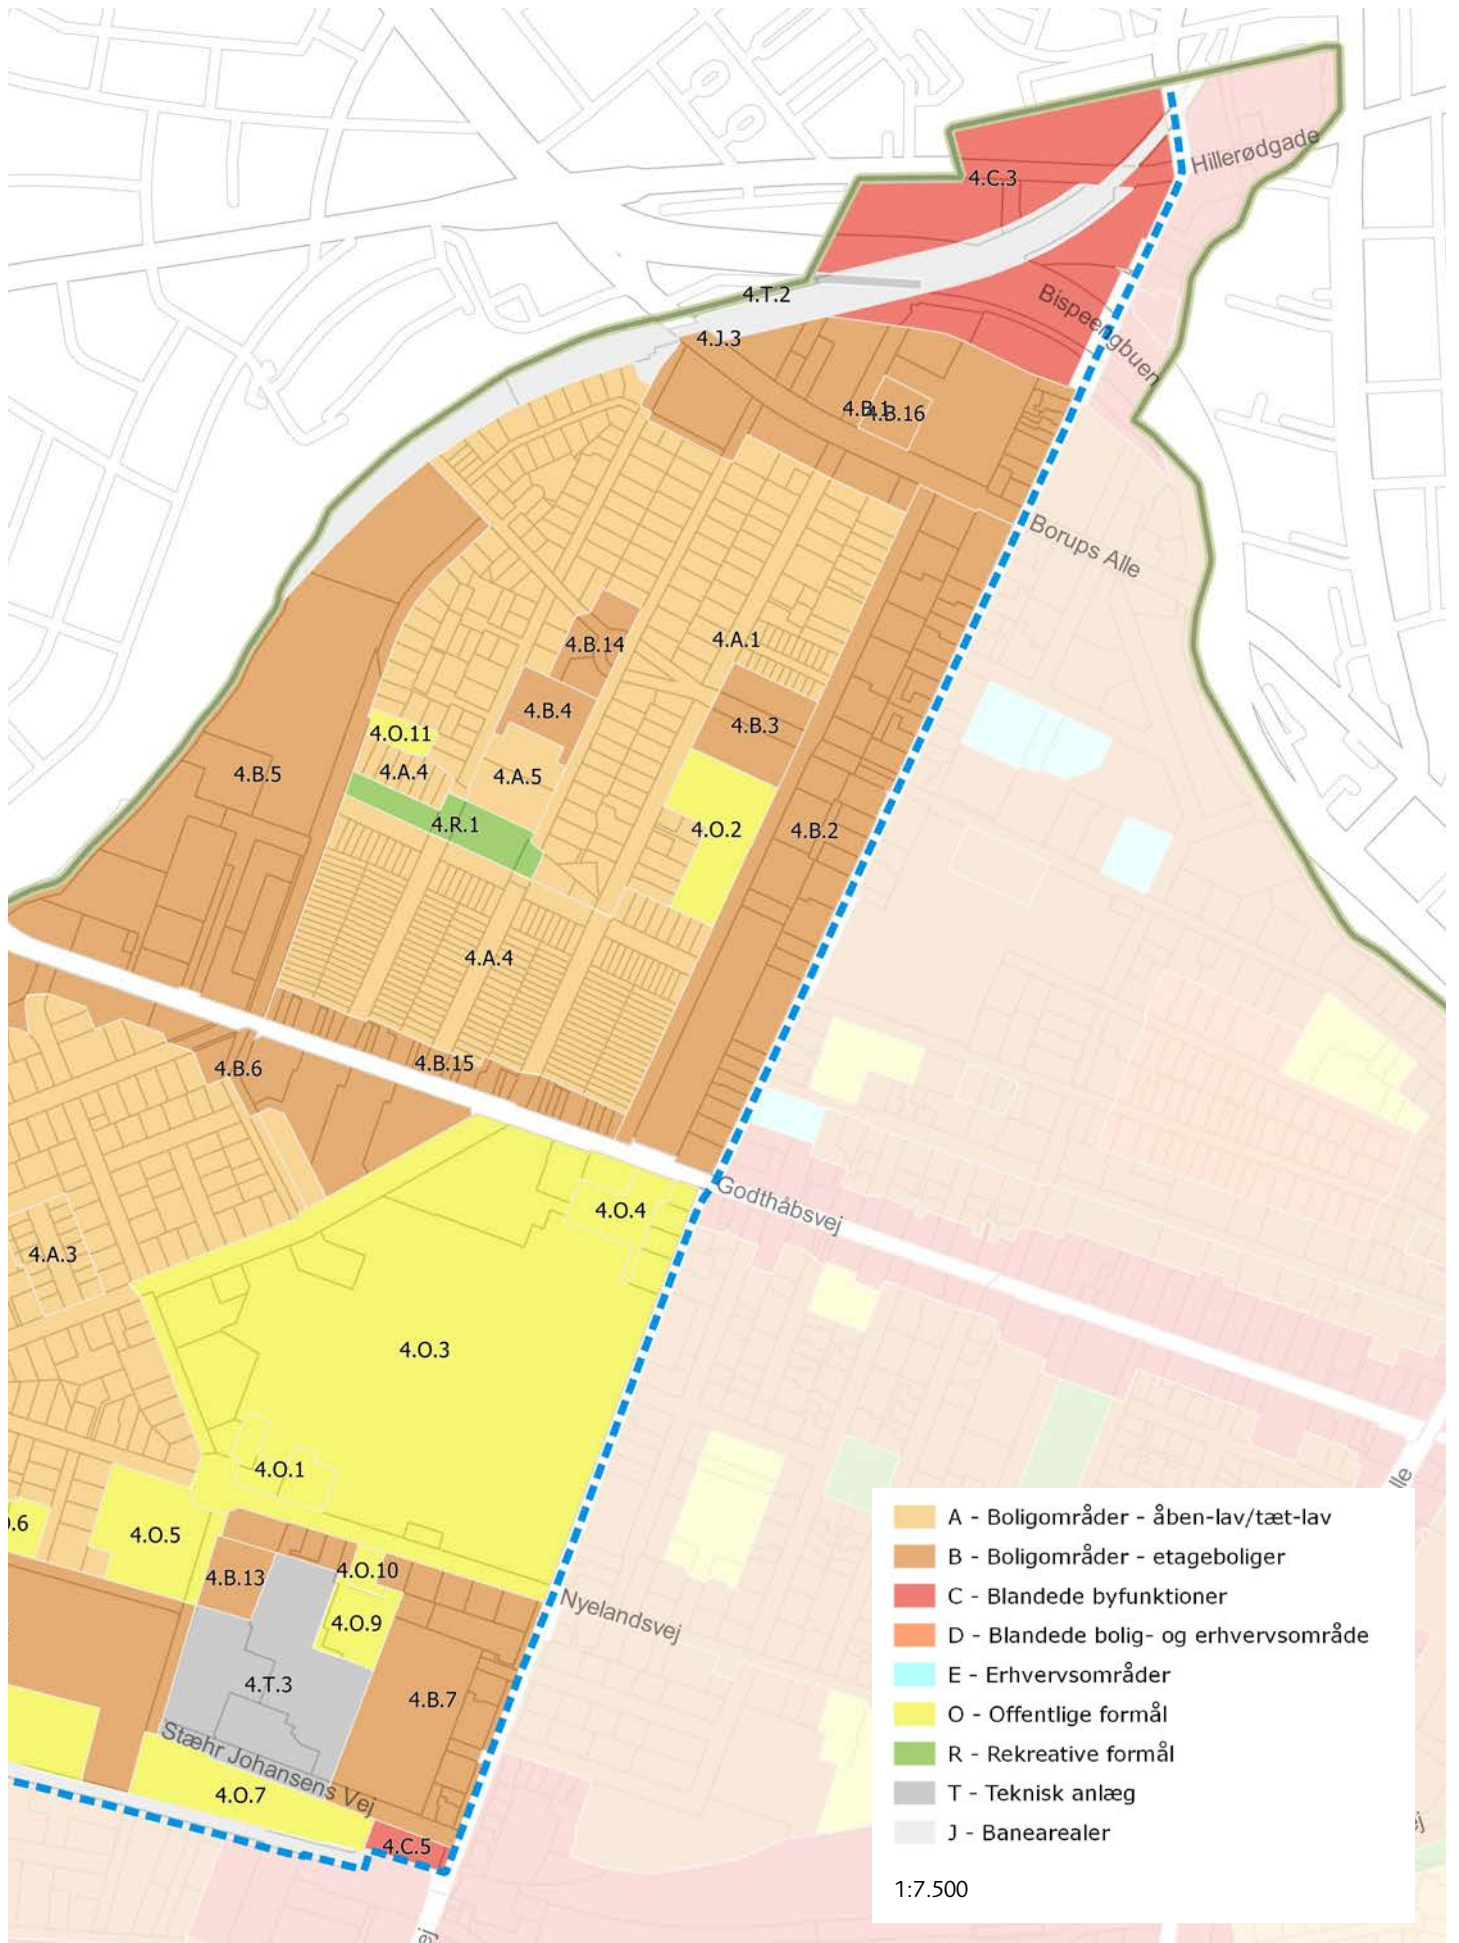 Hillerødgade
4.C.3
4.T.2
Bispeengbuen
4.J.3
4.B.1
4.B.16
Borups Alle
4.B.14
4.A.1
4.B.4
4.B.3
4.O.11
4.B.5
4.A.4
4.A.5
4.R.1
4.O.2
4.B.2
4.A.4
4.B.15
4.B.6
Godthåbsvej
4.O.4
4.A.3
4.O.3
4.O.1
4.O.5
4.O.10
4.B.13
4.O.9
Nyelandsvej
4.T.3
4.B.7
Stæhr Johansens Vej
4.O.7
4.C.5
A - Boligområder - åben-lav/tæt-lav
B - Boligområder - etageboliger
C - Blandede byfunktioner
D - Blandede bolig- og erhvervsområde
E - Erhvervsområder
O - Offentlige formål
R - Rekreative formål
T - Teknisk anlæg
J - Banearealer
1:7.500